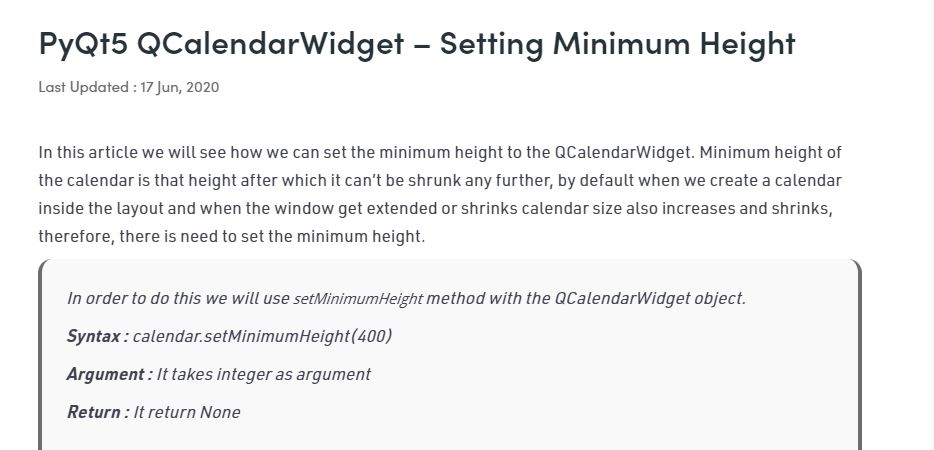 PyQt5 QCalendarWidget – Setting Minimum Height
Last Updated : 17 Jun, 2020
In this article we will see how we can set the minimum height to the QCalendarWidget. Minimum height of
the calendar is that height after which it can't be shrunk any further, by default when we create a calendar
inside the layout and when the window get extended or shrinks calendar size also increases and shrinks,
therefore, there is need to set the minimum height.
In order to do this we will use setMinimumHeight method with the QCalendarWidget object.
Syntax : calendar.setMinimumHeight(400)
Argument : It takes integer as argument
Return : It return None